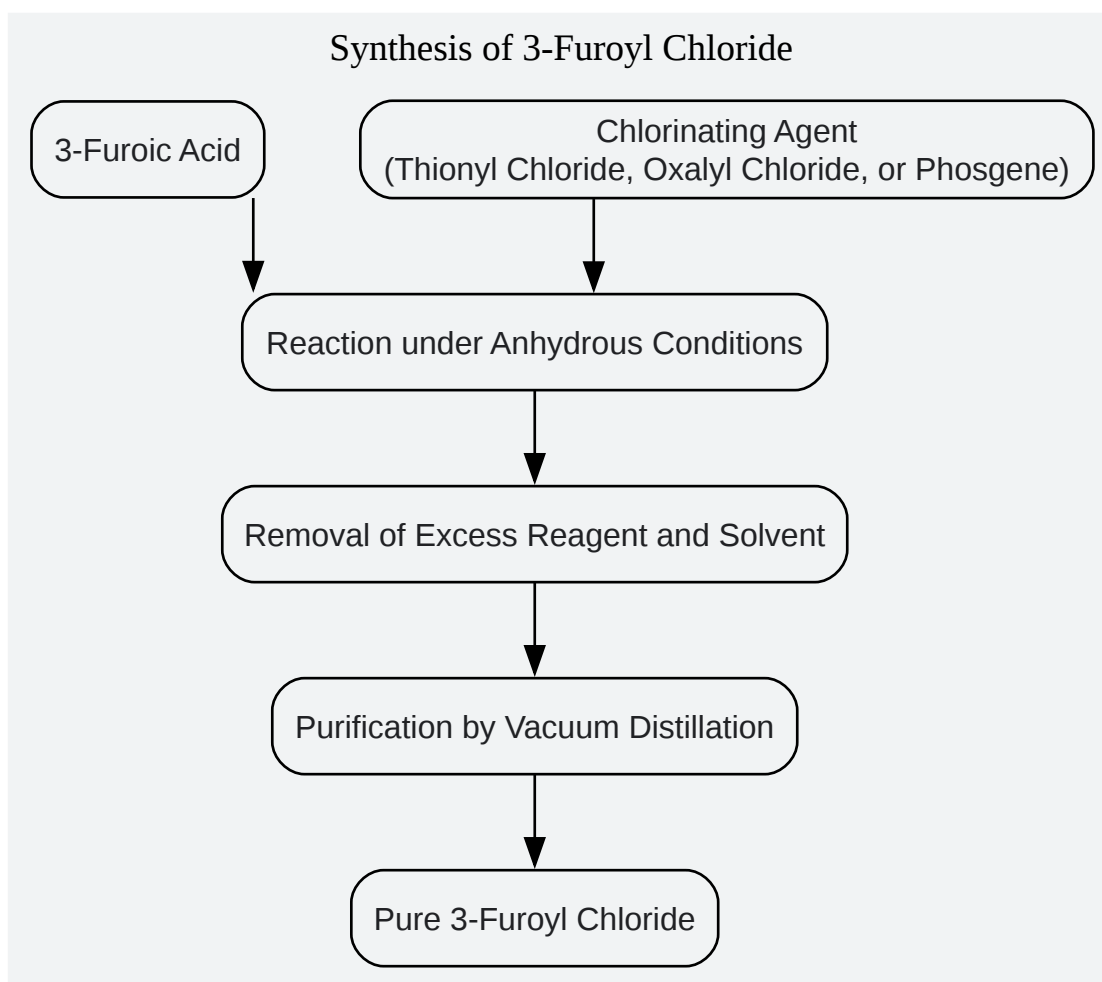 Synthesis of 3-Furoyl Chloride
3-Furoic Acid
Chlorinating Agent
(Thionyl Chloride, Oxalyl Chloride, or Phosgene)
Reaction under Anhydrous Conditions
Removal of Excess Reagent and Solvent
Purification by Vacuum Distillation
Pure 3-Furoyl Chloride